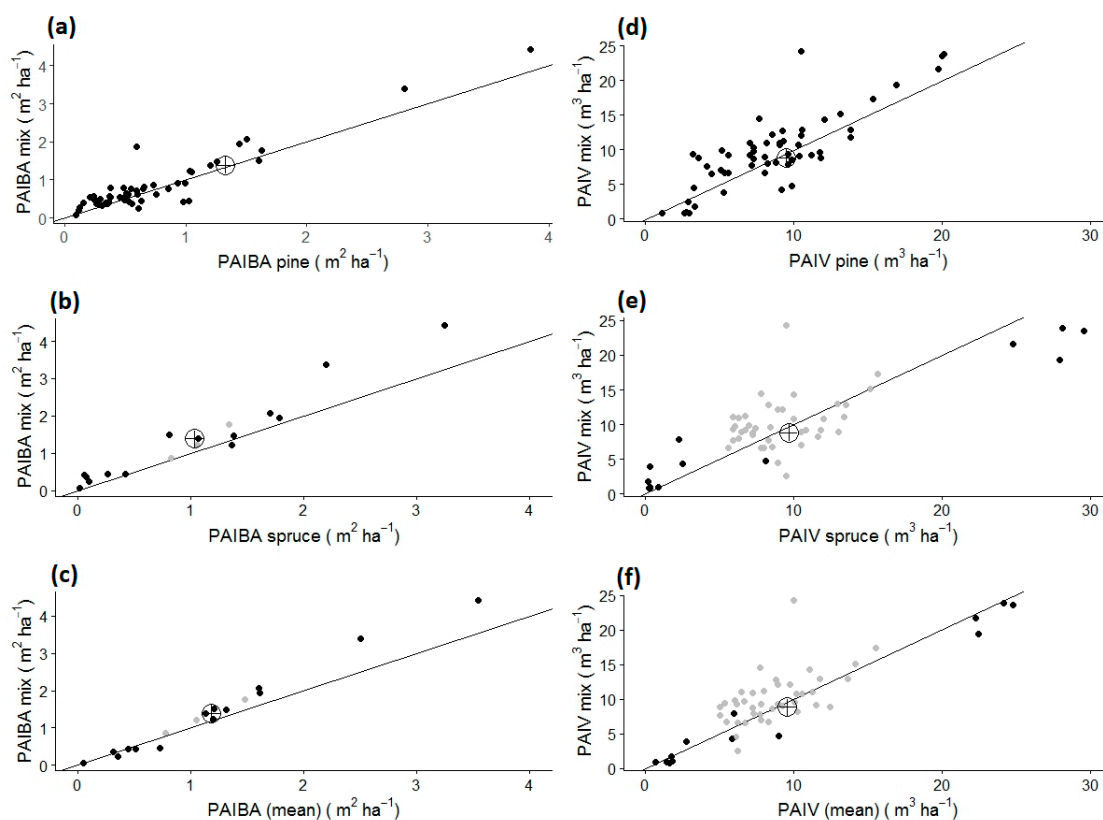 (a)
PAIBA mix ( m² ha⁻¹)
4
3
2
1
0
0 1 2 3 4
PAIBA pine ( m² ha⁻¹)
(d)
PAIV mix ( m³ ha⁻¹)
25
20
15
10
5
0
0 10 20 30
PAIV pine ( m³ ha⁻¹)
(b)
PAIBA mix ( m² ha⁻¹)
4
3
2
1
0
0 1 2 3 4
PAIBA spruce ( m² ha⁻¹)
(e)
PAIV mix ( m³ ha⁻¹)
25
20
15
10
5
0
0 10 20 30
PAIV spruce ( m³ ha⁻¹)
(c)
PAIBA mix ( m² ha⁻¹)
4
3
2
1
0
0 1 2 3 4
PAIBA (mean) ( m² ha⁻¹)
(f)
PAIV mix ( m³ ha⁻¹)
25
20
15
10
5
0
0 10 20 30
PAIV (mean) ( m³ ha⁻¹)